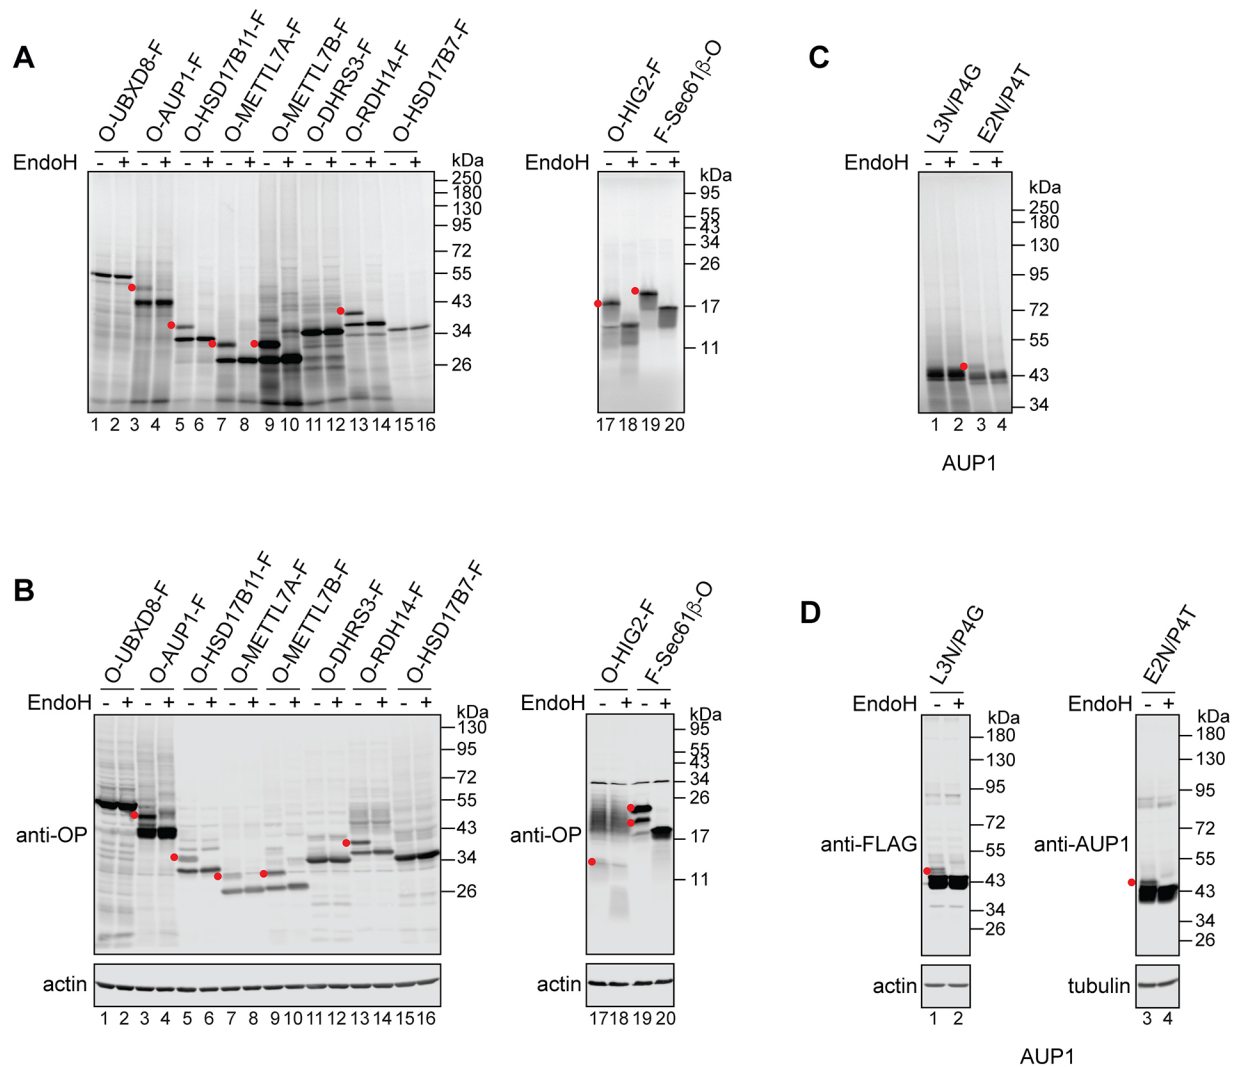 A
O-UBXD8-F
O-AUP1-F
O-HSD17B11-F
O-METTL7A-F
O-METTL7B-F
O-DHRS3-F
O-RDH14-F
O-HSD17B7-F
EndoH - + - + - + - + - + - + - + - + kDa
250
180
130
95
72
55
43
34
26
1 2 3 4 5 6 7 8 9 10 11 12 13 14 15 16
O-HIG2-F
F-Sec61β-O
EndoH - + - + kDa
95
55
43
34
26
17
11
17 18 19 20
C
L3N/P4G
E2N/P4T
EndoH - + - +
kDa
250
180
130
95
72
55
43
34
1 2 3 4
AUP1
B
O-UBXD8-F
O-AUP1-F
O-HSD17B11-F
O-METTL7A-F
O-METTL7B-F
O-DHRS3-F
O-RDH14-F
O-HSD17B7-F
EndoH - + - + - + - + - + - + - + - +
kDa
130
95
72
55
43
34
26
anti-OP
actin
1 2 3 4 5 6 7 8 9 10 11 12 13 14 15 16
O-HIG2-F
F-Sec61β-O
EndoH - + - +
kDa
95
55
43
34
26
17
11
anti-OP
actin
17 18 19 20
D
L3N/P4G
EndoH - +
kDa
180
130
95
72
55
43
34
26
anti-FLAG
actin
1 2
E2N/P4T
EndoH - +
kDa
180
130
95
72
55
43
34
26
anti-AUP1
tubulin
3 4
AUP1